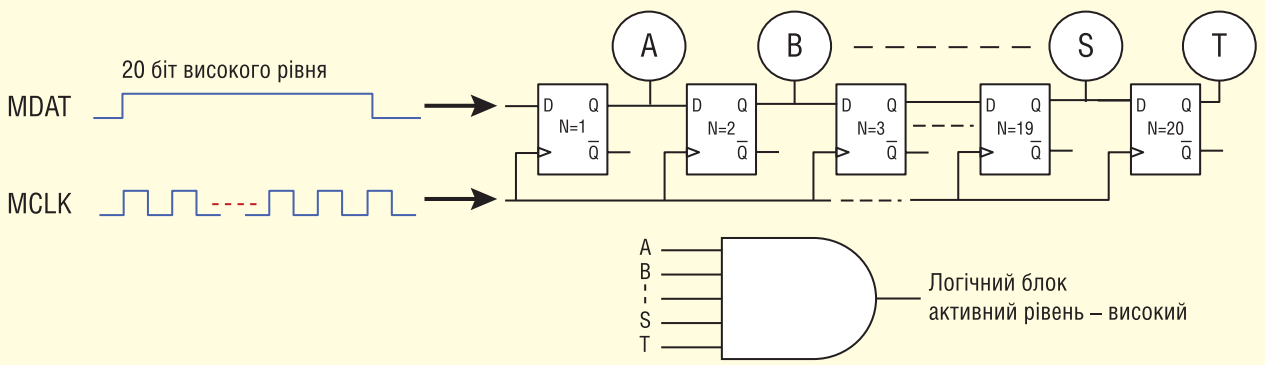 20 біт високого рівня
MDAT
MCLK
A
B
S
T
D
Q
N=1
Q
D
Q
N=2
Q
D
Q
N=3
Q
D
Q
N=19
Q
D
Q
N=20
Q
A
B
S
T
Логічний блок
активний рівень – високий